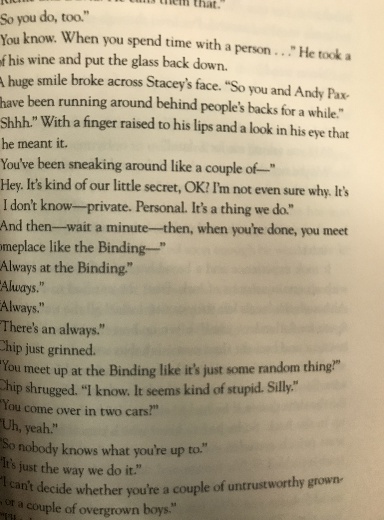 them that."
So you do, too."
You know. When you spend time with a person . . ." He took a
of his wine and put the glass back down.
A huge smile broke across Stacey's face. "So you and Andy Pax-
have been running around behind people's backs for a while."
Shhh." With a finger raised to his lips and a look in his eye that
he meant it.
You've been sneaking around like a couple of—"
Hey. It's kind of our little secret, OK? I'm not even sure why. It's
I don't know—private. Personal. It's a thing we do."
And then—wait a minute—then, when you're done, you meet
omeplace like the Binding—"
'Always at the Binding."
"Always."
"Always."
"There's an always."
Chip just grinned.
"You meet up at the Binding like it's just some random thing?"
Chip shrugged. "I know. It seems kind of stupid. Silly."
"You come over in two cars?"
"Uh, yeah."
"So nobody knows what you're up to."
"It's just the way we do it."
"I can't decide whether you're a couple of untrustworthy grown-
, or a couple of overgrown boys."